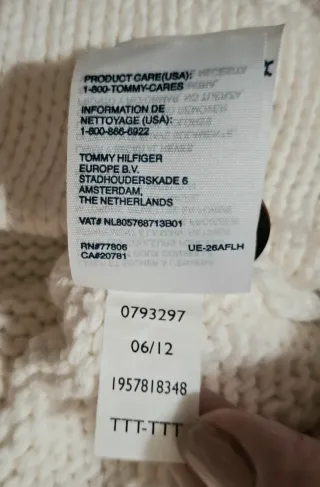 PRODUCT CARE(USA):
1-800-TOMMY-CARES
INFORMATION DE
NETTOYAGE (USA):
1-800-866-6922
TOMMY HILFIGER
EUROPE B.V.
STADHOUDERSKADE 6
AMSTERDAM,
THE NETHERLANDS
VAT# NL805768713B01
RN#77806 UE-26AFLH
CA#20781
0793297
06/12
1957818348
TTT-TTT